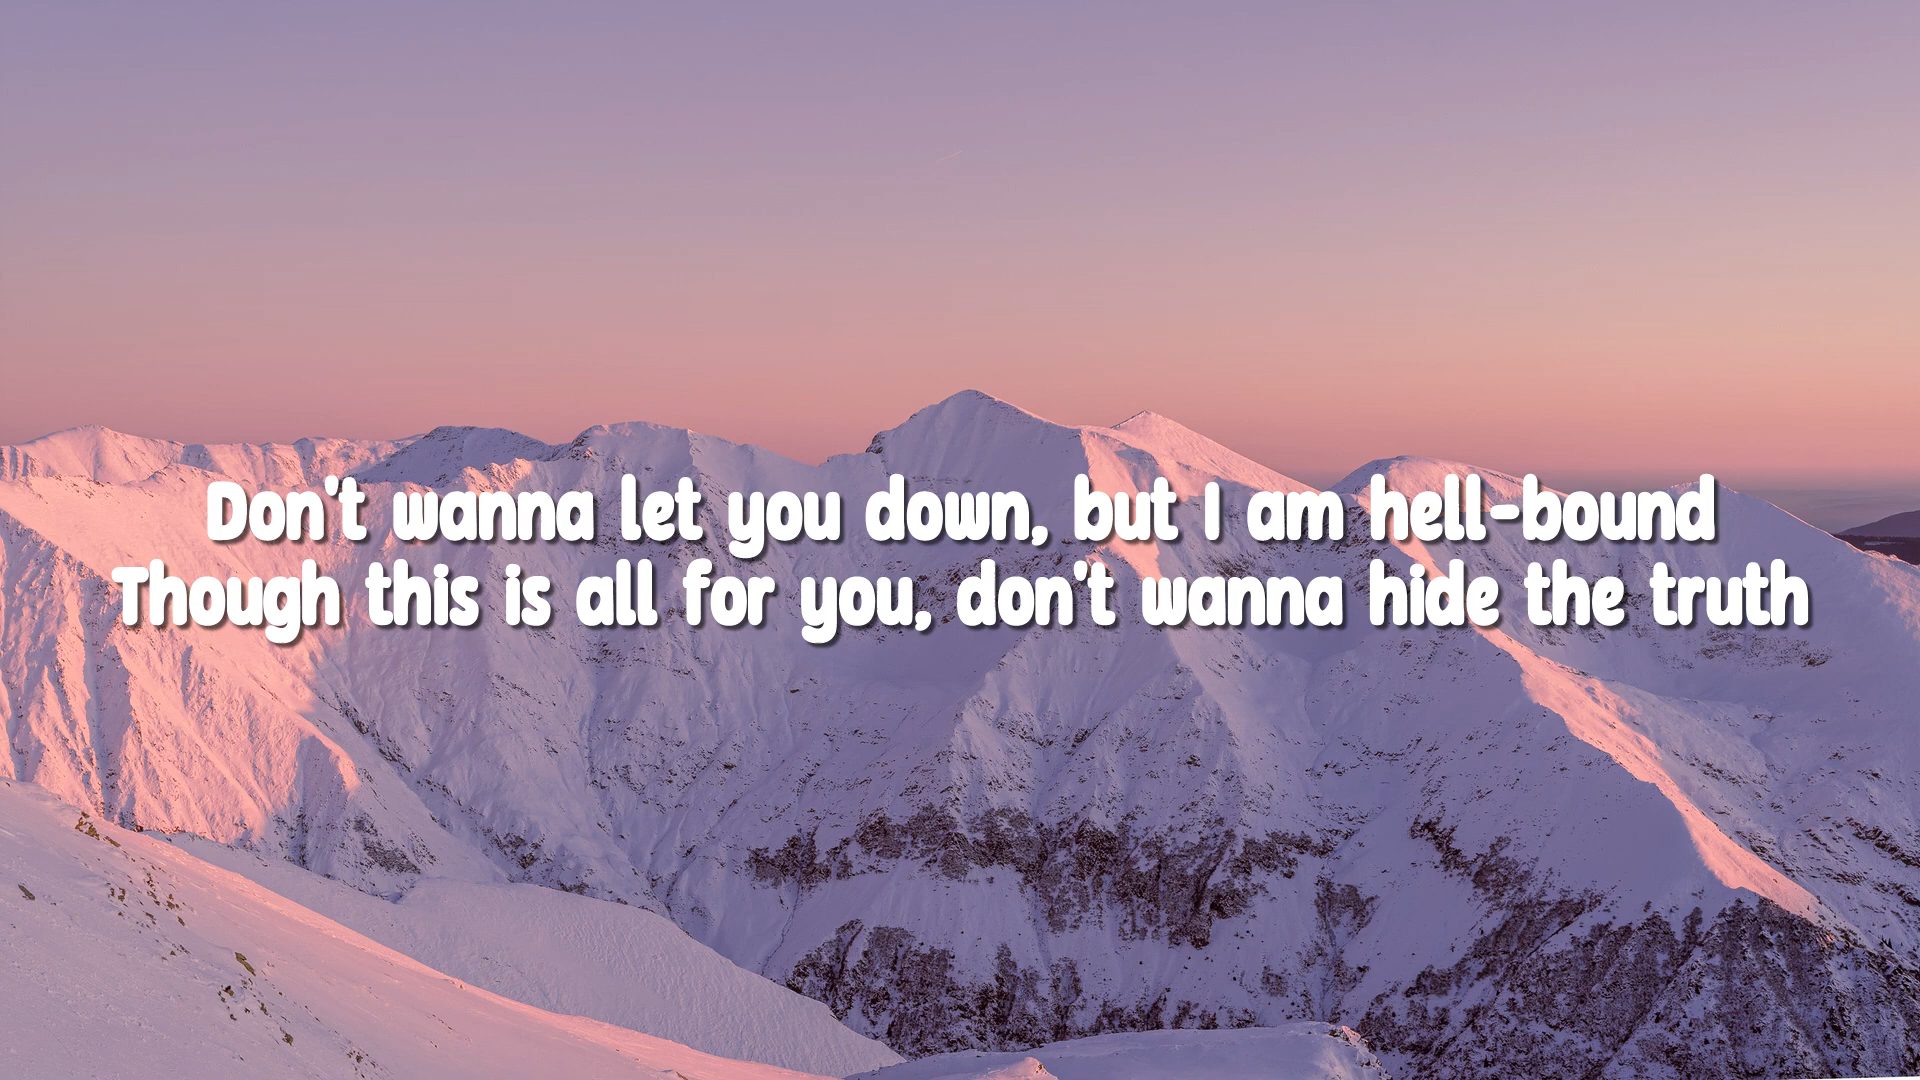 Don't wanna let you down, but I am hell-bound
Though this is all for you, don't wanna hide the truth